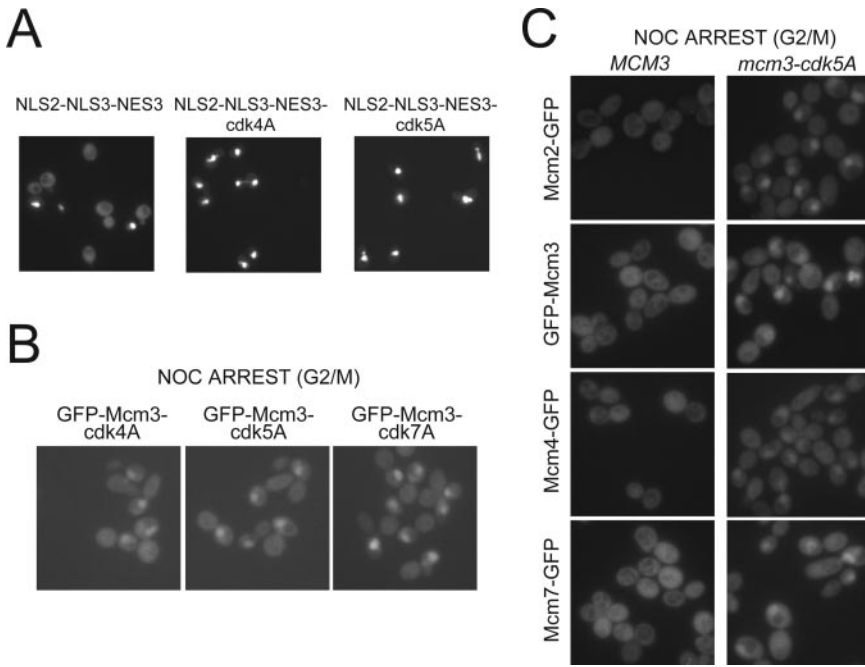 A
NLS2-NLS3-NES3
NLS2-NLS3-NES3-
cdk4A
NLS2-NLS3-NES3-
cdk5A
B
NOC ARREST (G2/M)
GFP-Mcm3-
cdk4A
GFP-Mcm3-
cdk5A
GFP-Mcm3-
cdk7A
C
NOC ARREST (G2/M)
MCM3
mcm3-cdk5A
Mcm2-GFP
GFP-Mcm3
Mcm4-GFP
Mcm7-GFP